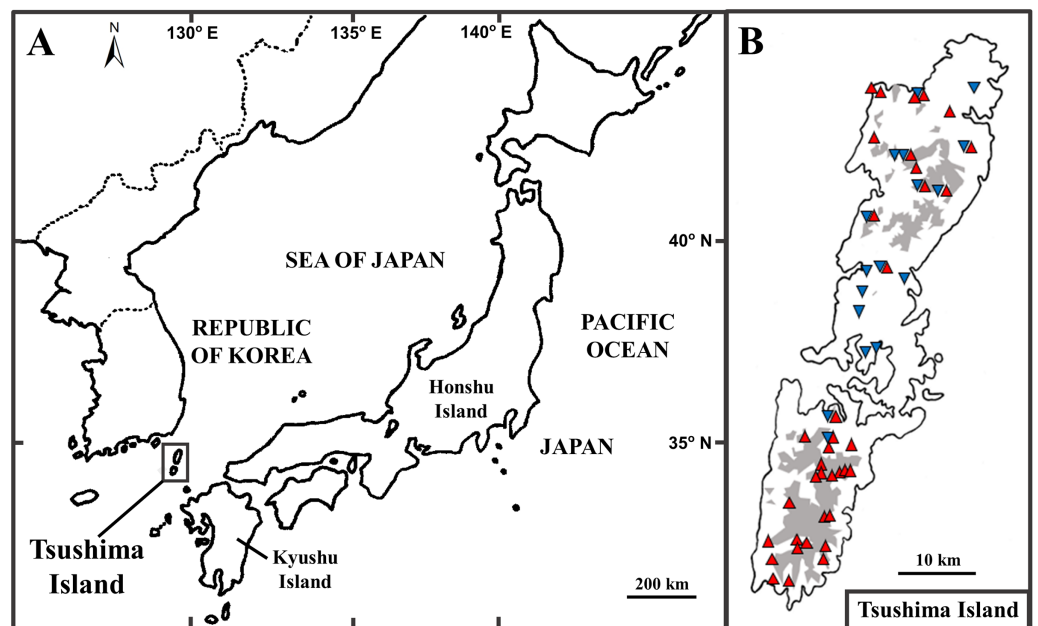 A
N
130° E
135° E
140° E
B
SEA OF JAPAN
40° N
REPUBLIC
OF KOREA
PACIFIC
OCEAN
Honshu
Island
JAPAN
35° N
Tsushima
Island
Kyushu
Island
200 km
10 km
Tsushima Island